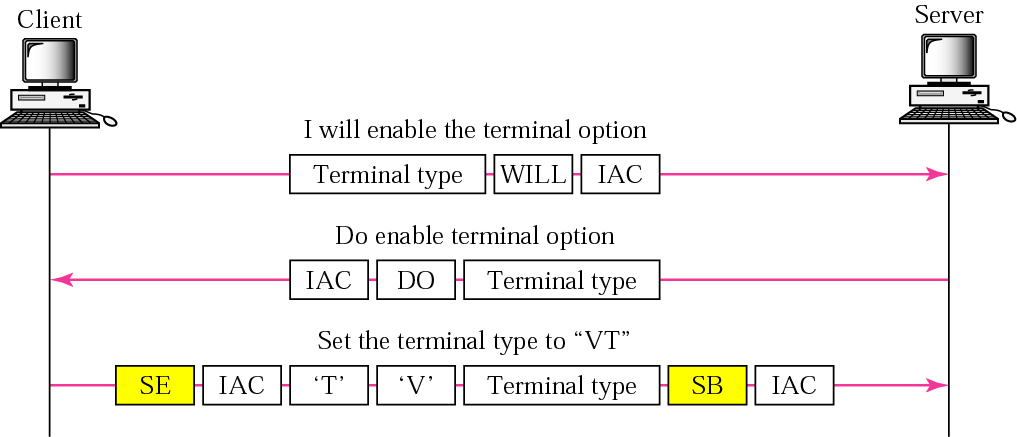 Client
Server
I will enable the terminal option
Terminal type WILL IAC
Do enable terminal option
IAC DO Terminal type
Set the terminal type to “VT”
SE IAC ‘T’ ‘V’ Terminal type SB IAC